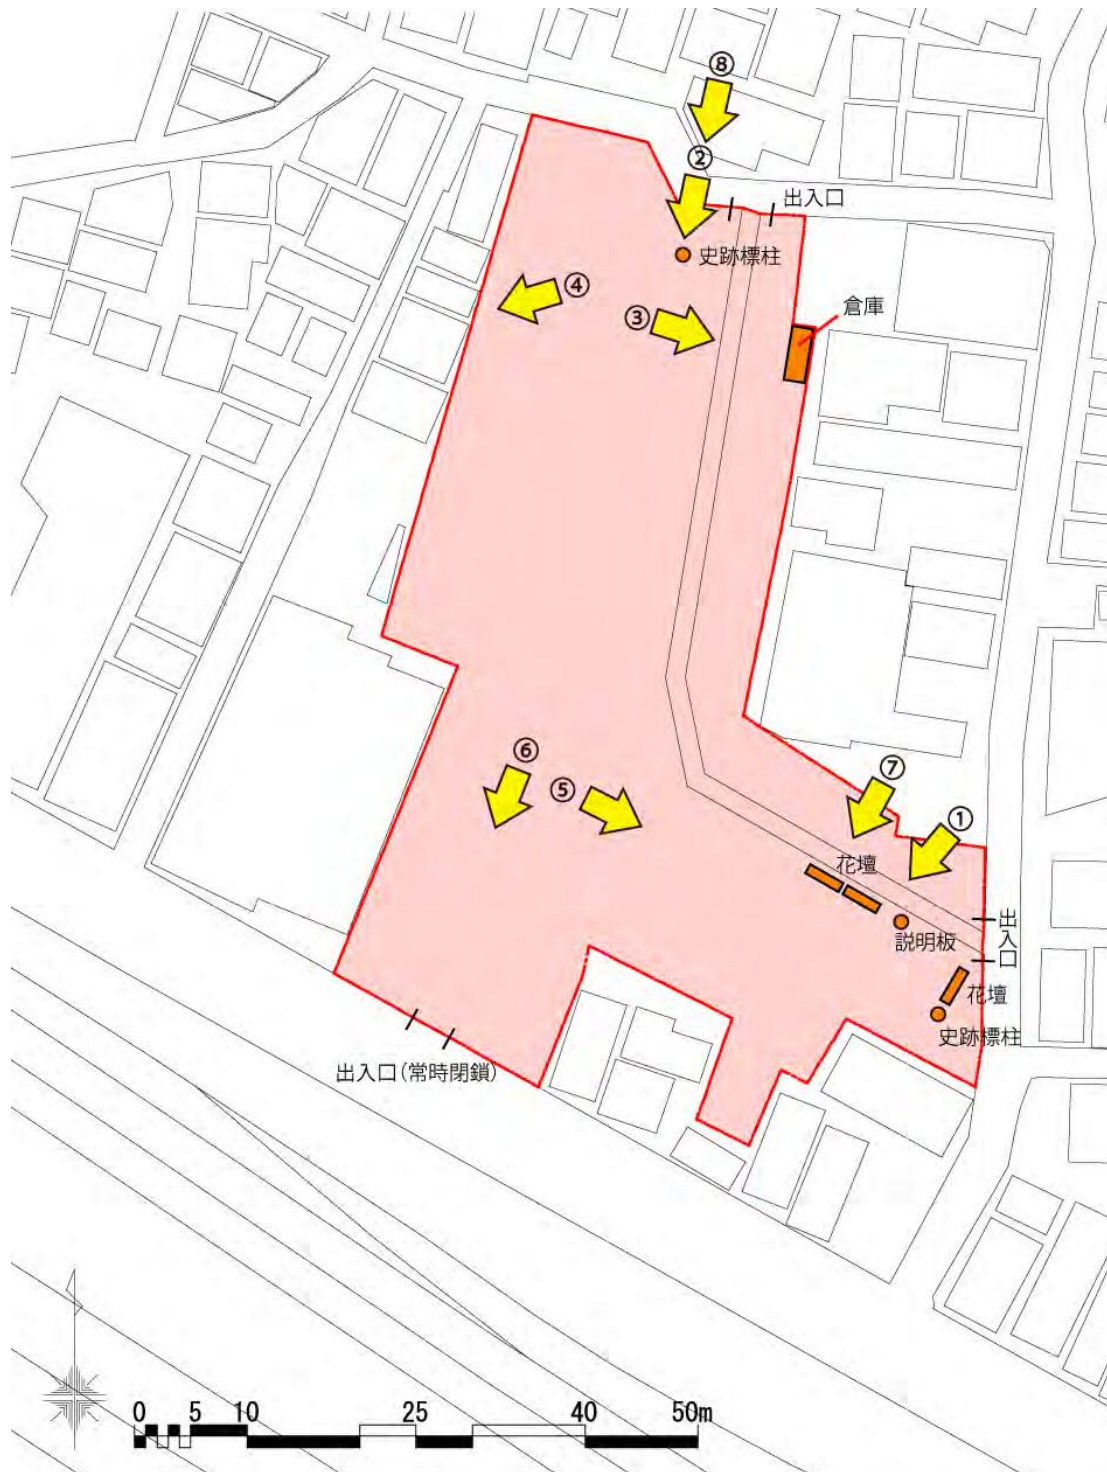 ⑧
②
出入口
史跡標柱
④
③
倉庫
⑥
⑤
⑦
①
花壇
説明板
出入口
花壇
史跡標柱
出入口(常時閉鎖)
0 5 10 25 40 50m